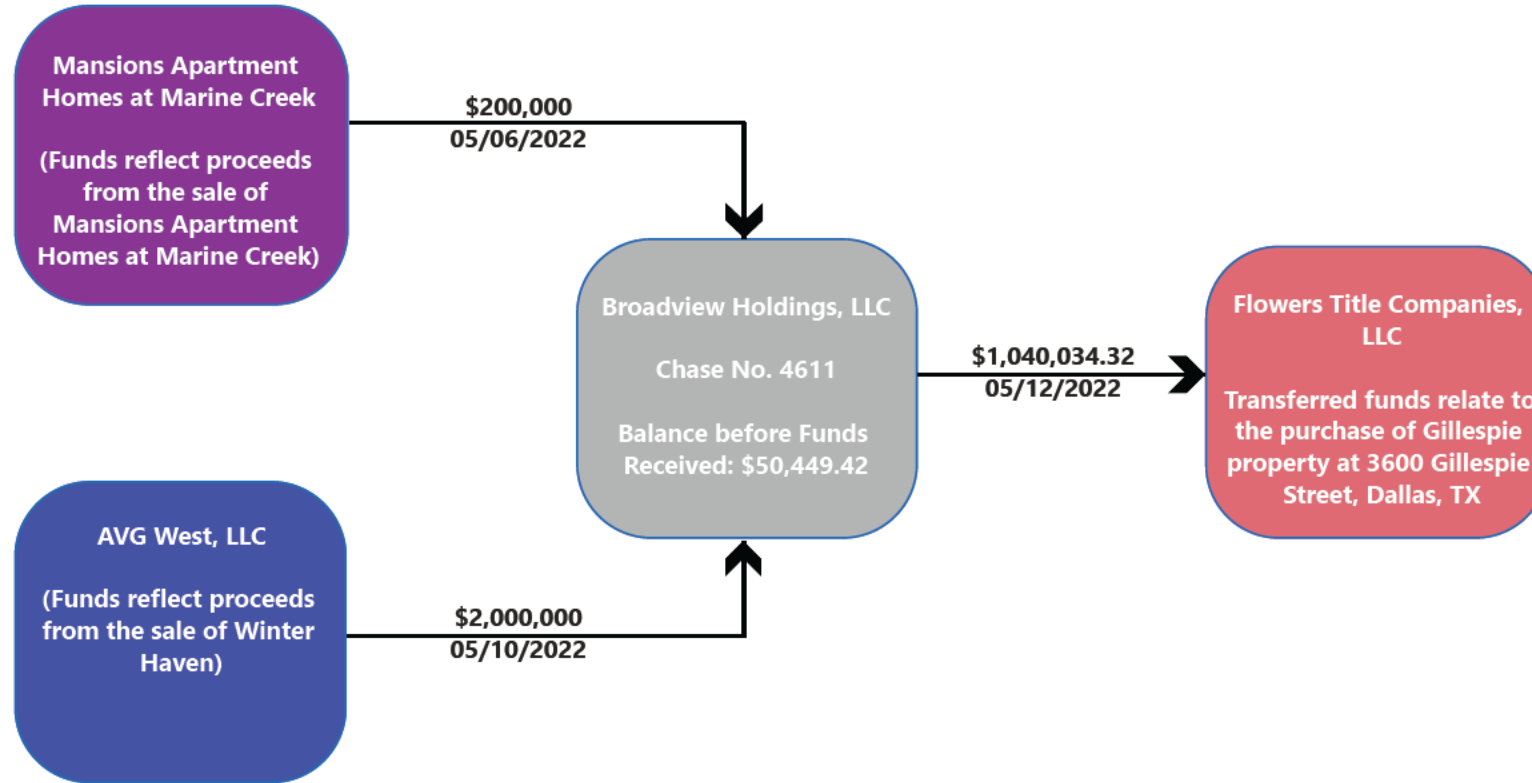 Mansions Apartment
Homes at Marine Creek
(Funds reflect proceeds
from the sale of
Mansions Apartment
Homes at Marine Creek)
$200,000
05/06/2022
Broadview Holdings, LLC
Chase No. 4611
Balance before Funds
Received: $50,449.42
$1,040,034.32
05/12/2022
Flowers Title Companies,
LLC
Transferred funds relate to
the purchase of Gillespie
property at 3600 Gillespie
Street, Dallas, TX
AVG West, LLC
(Funds reflect proceeds
from the sale of Winter
Haven)
$2,000,000
05/10/2022